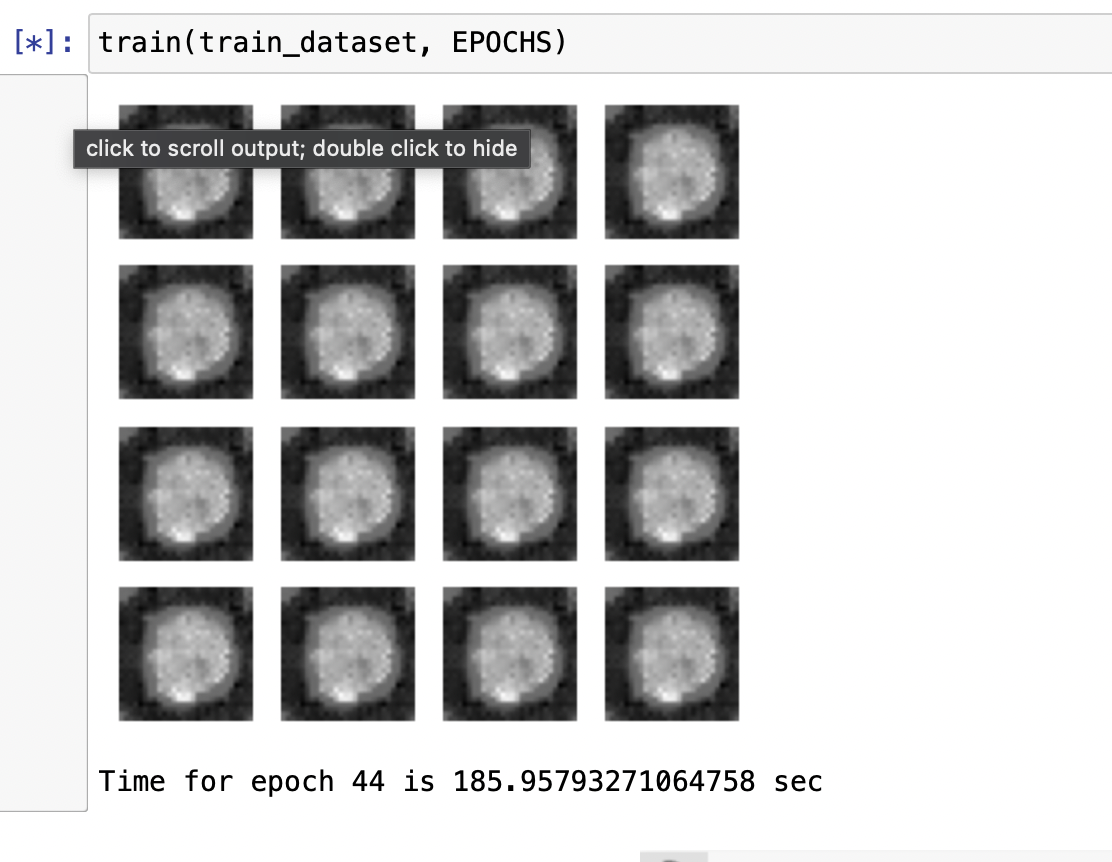 [*]: train(train_dataset, EPOCHS)
click to scroll output; double click to hide
Time for epoch 44 is 185.95793271064758 sec